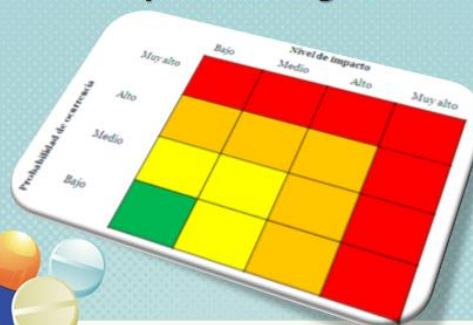 Nivel de impacto
Bajo
Medio
Alto
Muy alto
Probabilidad de ocurrencia
Muy alto
Alto
Medio
Bajo